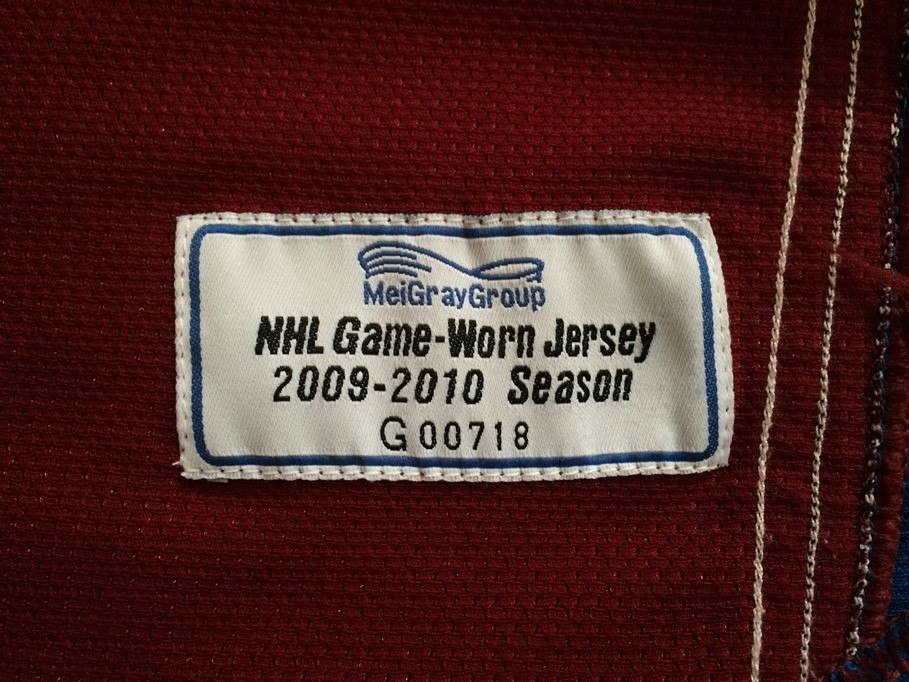 MeiGrayGroup
NHL Game-Worn Jersey
2009-2010 Season
G00718